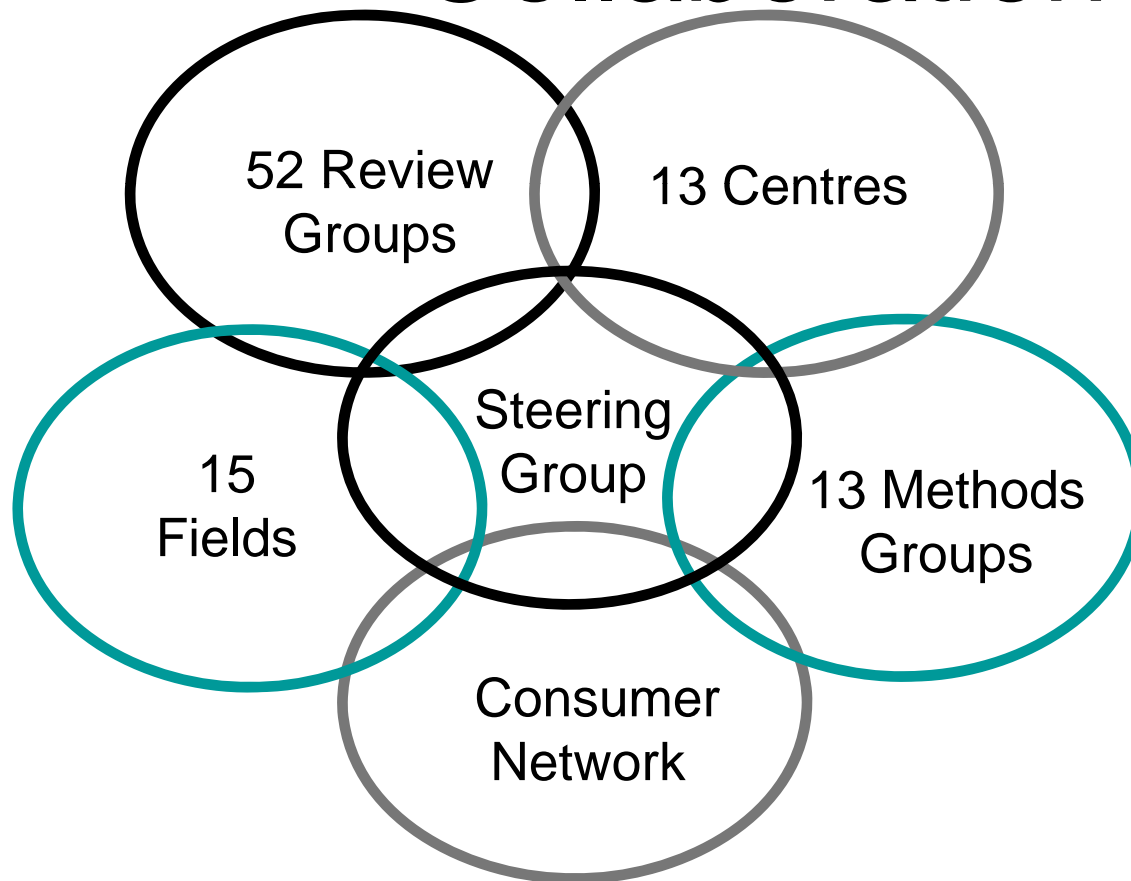 52 Review
Groups
13 Centres
Steering
Group
15
Fields
13 Methods
Groups
Consumer
Network